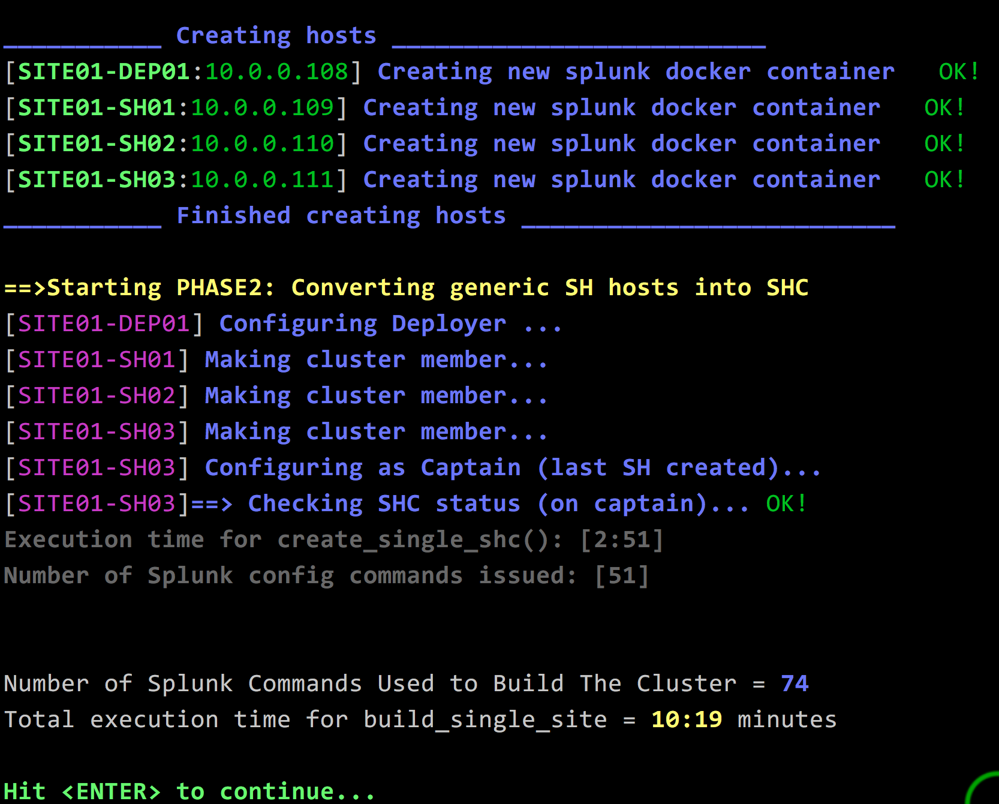 ___________ Creating hosts __________________________
[SITE01-DEP01:10.0.0.108] Creating new splunk docker container   OK!
[SITE01-SH01:10.0.0.109] Creating new splunk docker container   OK!
[SITE01-SH02:10.0.0.110] Creating new splunk docker container   OK!
[SITE01-SH03:10.0.0.111] Creating new splunk docker container   OK!
___________ Finished creating hosts __________________________
==>Starting PHASE2: Converting generic SH hosts into SHC
[SITE01-DEP01] Configuring Deployer ...
[SITE01-SH01] Making cluster member...
[SITE01-SH02] Making cluster member...
[SITE01-SH03] Making cluster member...
[SITE01-SH03] Configuring as Captain (last SH created)...
[SITE01-SH03]==> Checking SHC status (on captain)... OK!
Execution time for create_single_shc(): [2:51]
Number of Splunk config commands issued: [51]
Number of Splunk Commands Used to Build The Cluster = 74
Total execution time for build_single_site = 10:19 minutes
Hit <ENTER> to continue...